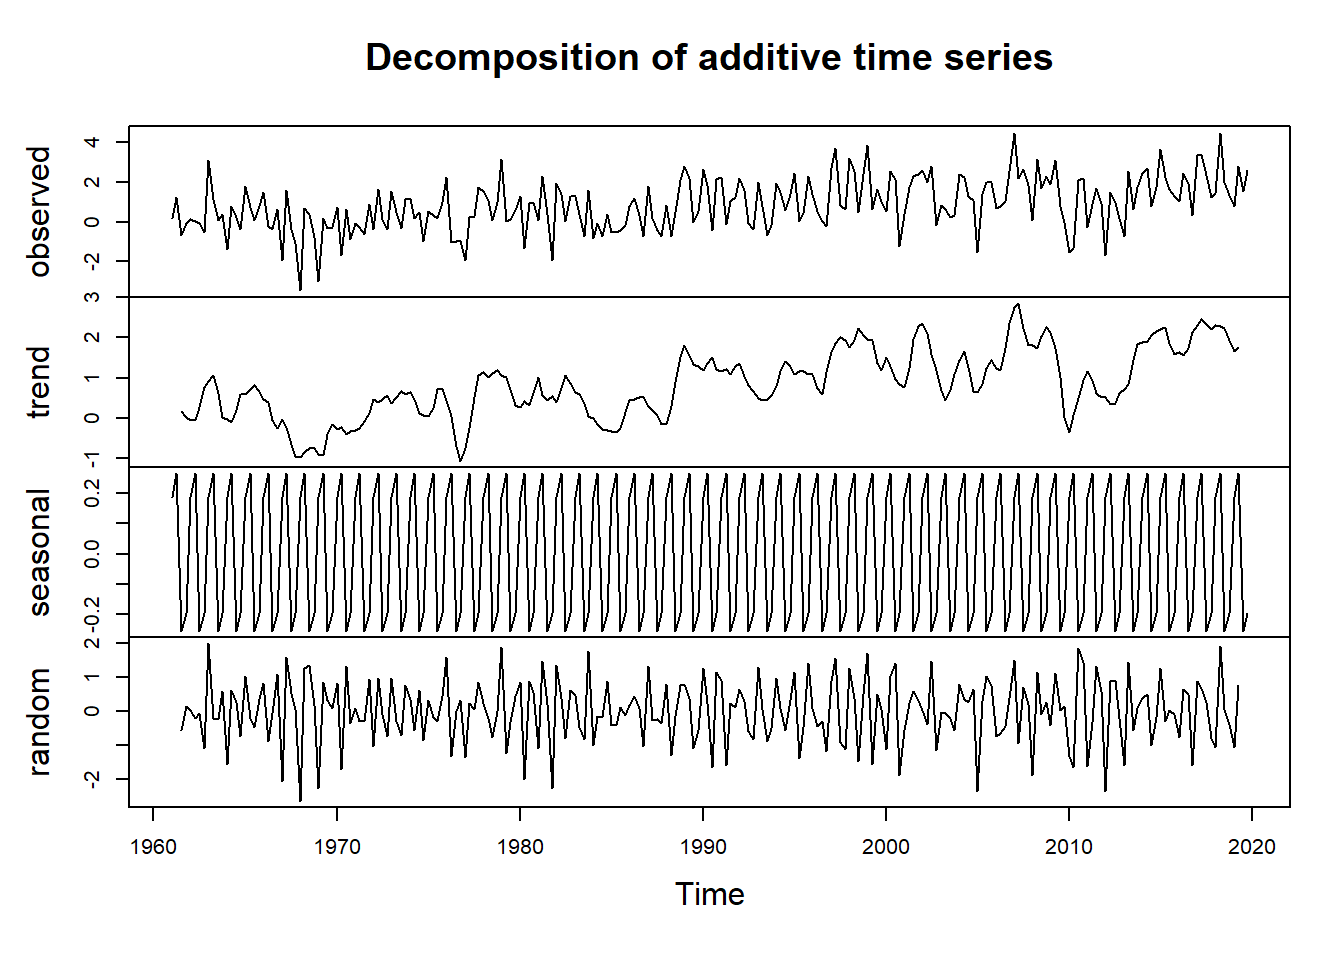 Decomposition of additive time series
observed
-2 0 2 4
trend
-1 0 1 2 3
seasonal
-0.2 0.0 0.2
random
-2 0 1 2
1960 1970 1980 1990 2000 2010 2020
Time